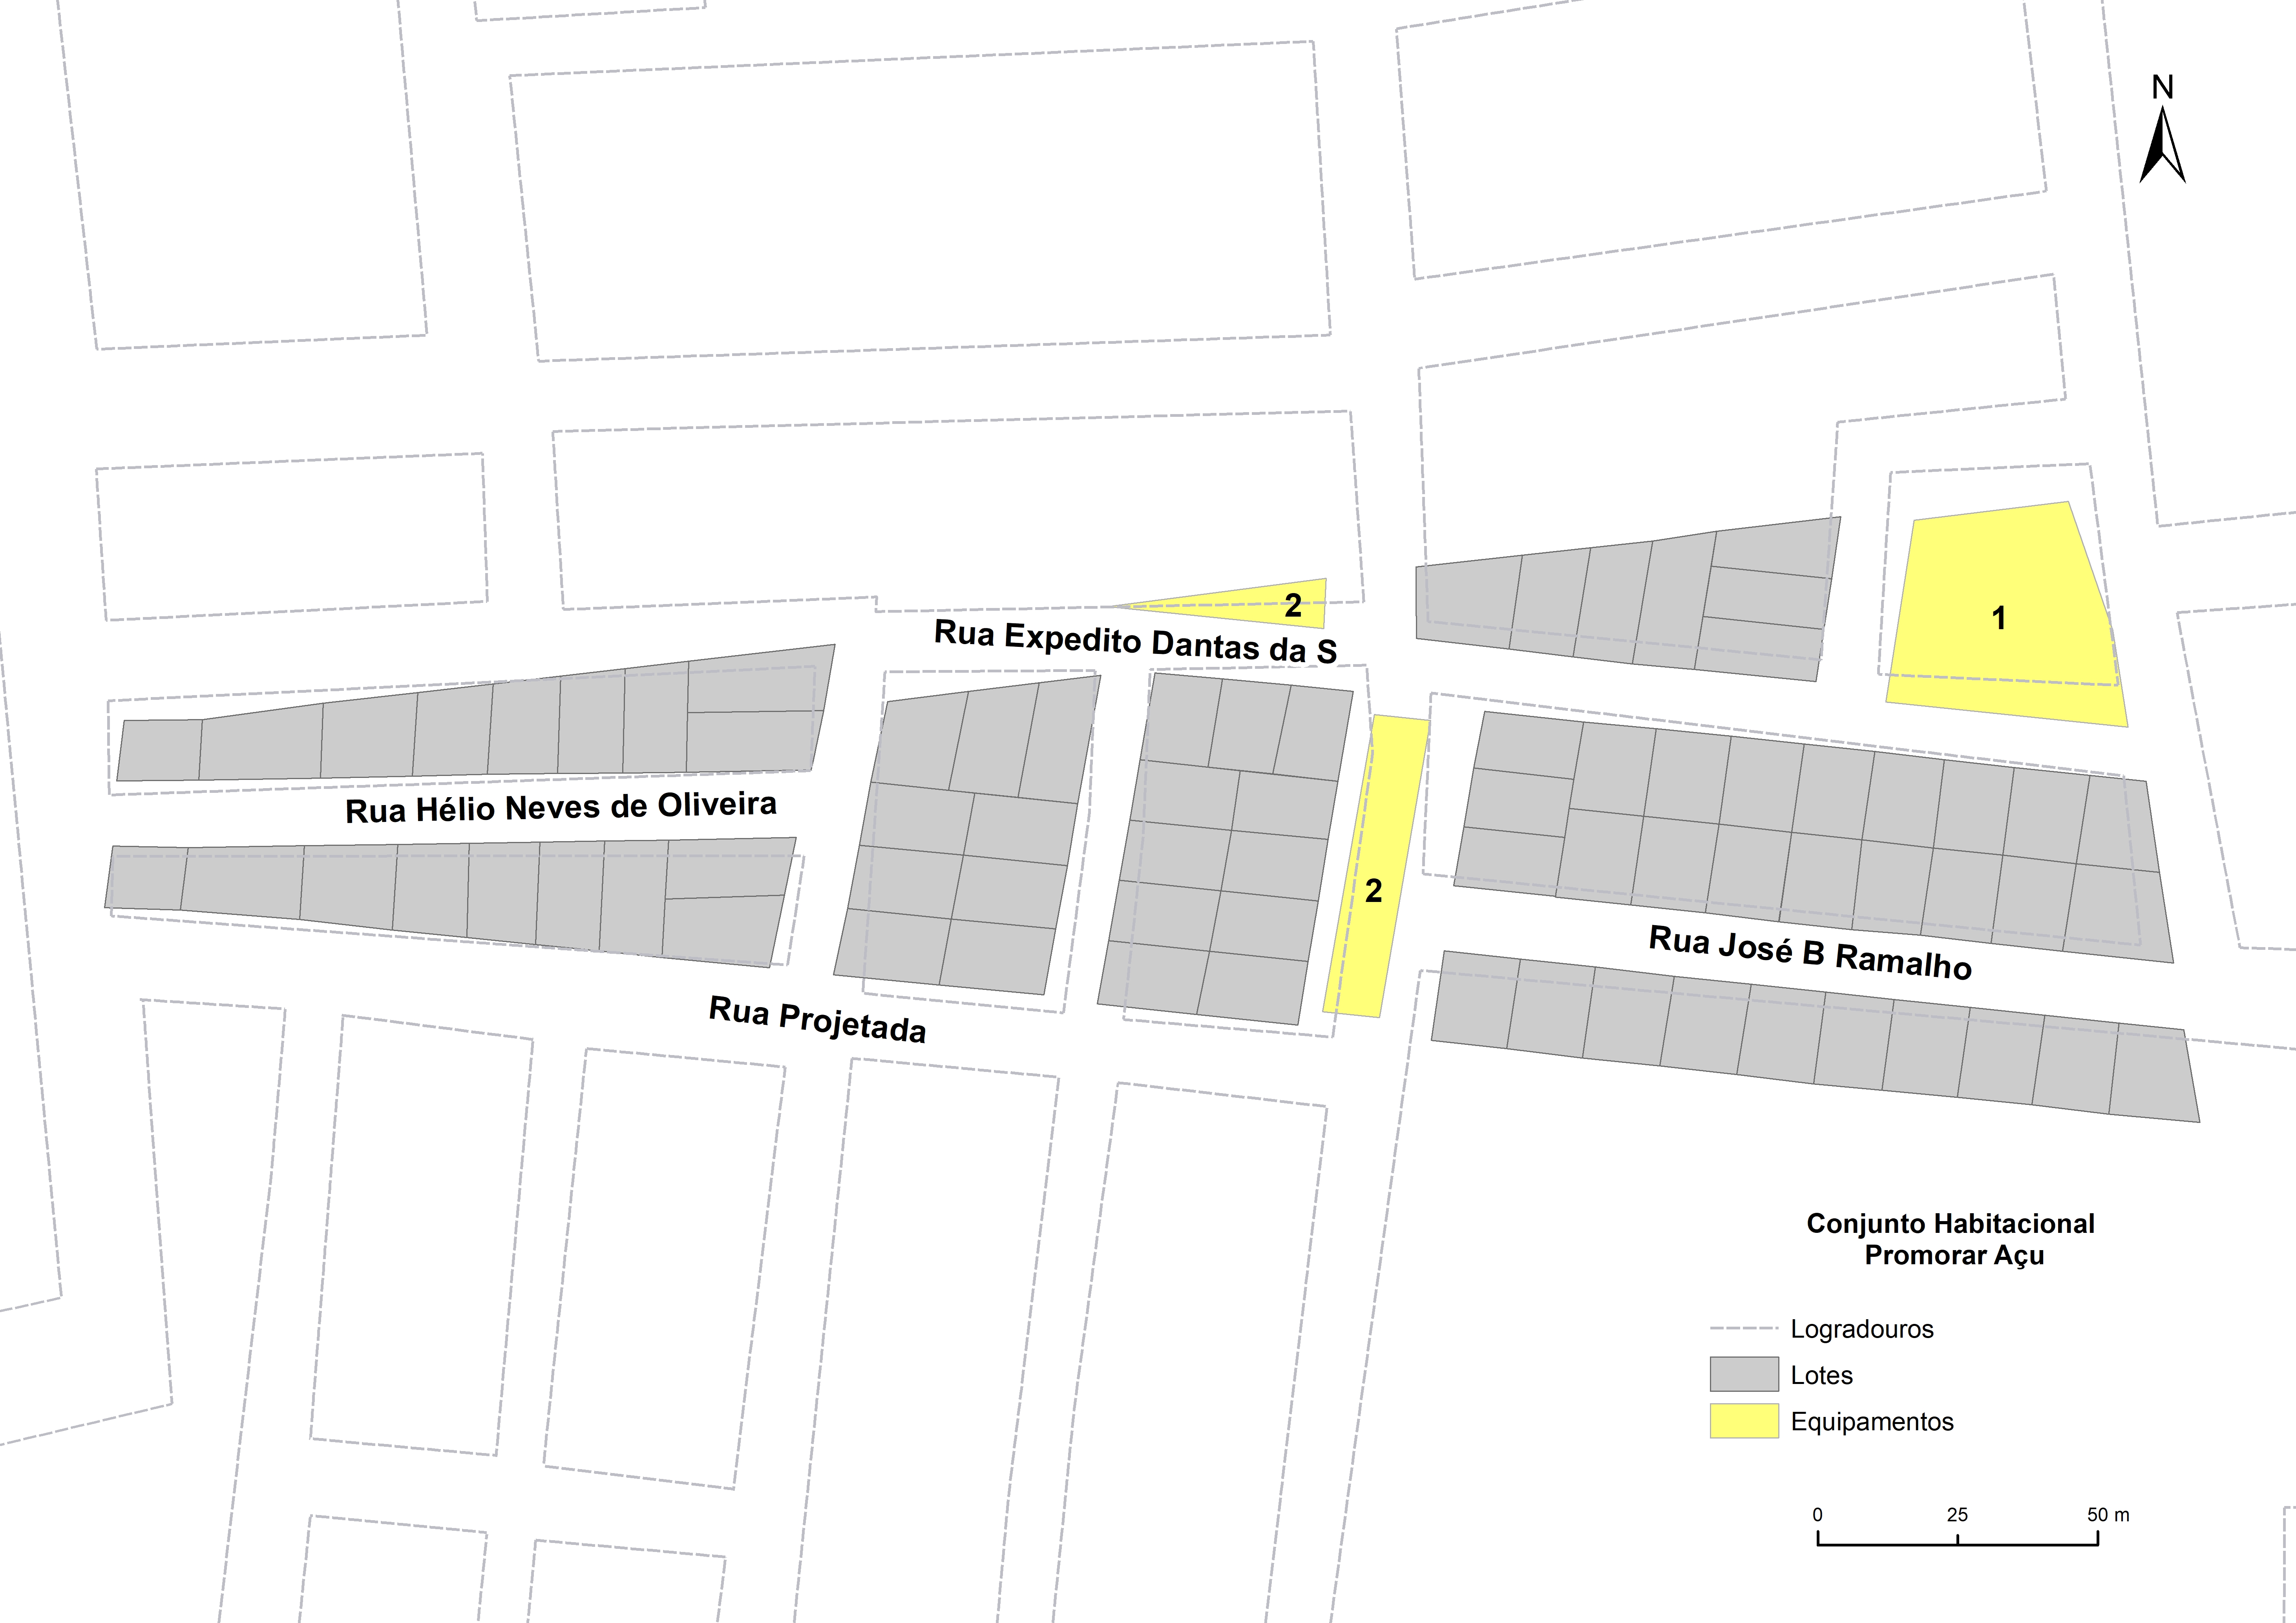 N
1
2
Rua Expedito Dantas da S
Rua Hélio Neves de Oliveira
2
Rua José B Ramalho
Rua Projetada
Conjunto Habitacional
Promorar Açu
Logradouros
Lotes
Equipamentos
0 25 50 m